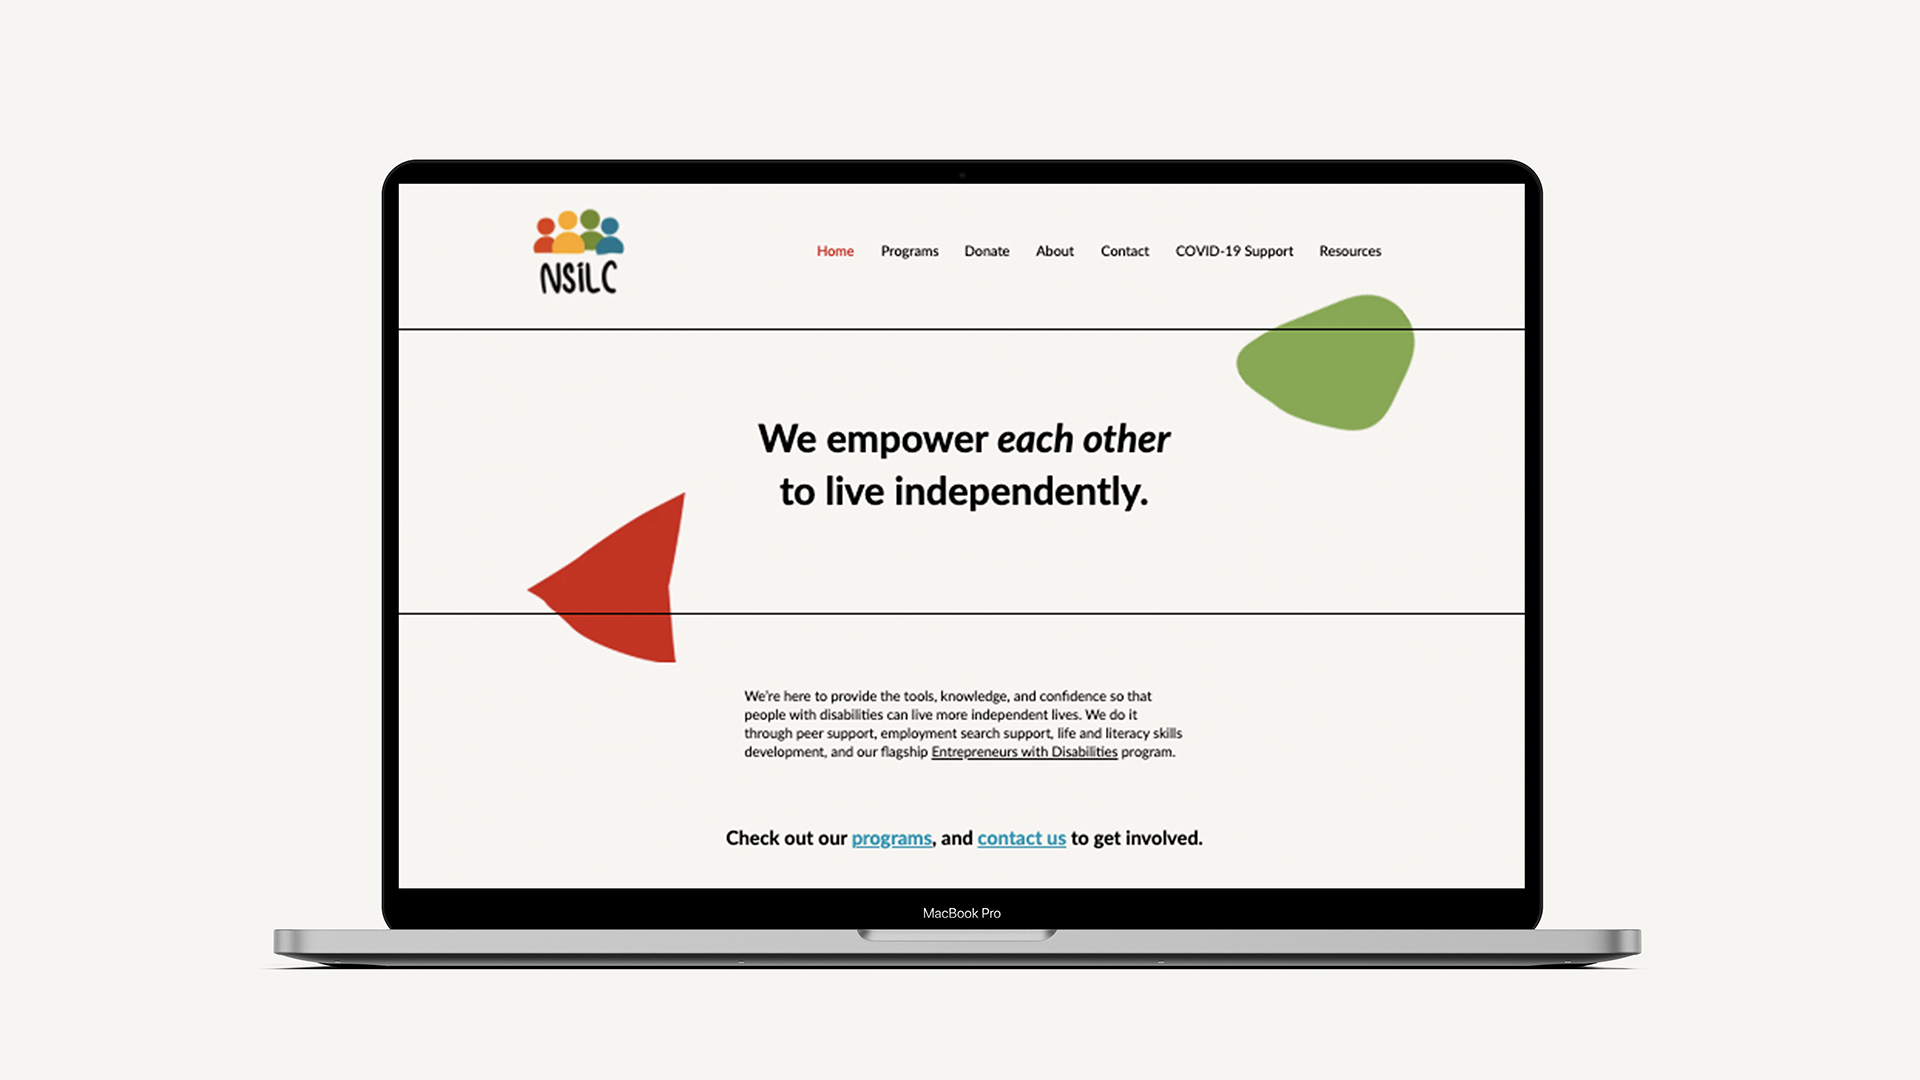 NSiLC
Home Programs Donate About Contact COVID-19 Support Resources
We empower each other
to live independently.
We're here to provide the tools, knowledge, and confidence so that
people with disabilities can live more independent lives. We do it
through peer support, employment search support, life and literacy skills
development, and our flagship Entrepreneurs with Disabilities program.
Check out our programs, and contact us to get involved.
MacBook Pro